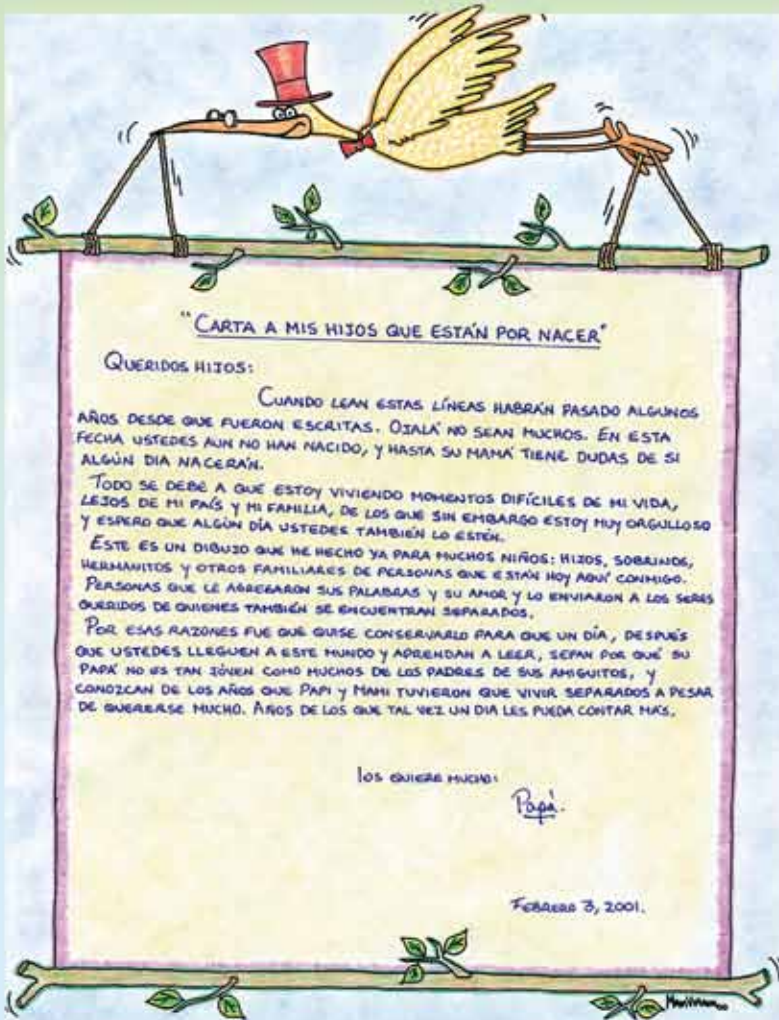 "CARTA A MIS HIJOS QUE ESTÁN POR NACER"
QUERIDOS HIJOS:
CUANDO LEAN ESTAS LÍNEAS HABRÁN PASADO ALGUNOS
AÑOS DESDE QUE FUERON ESCRITAS. OJALÁ NO SEAN MUCHOS. EN ESTA
FECHA USTEDES AUN NO HAN NACIDO, Y HASTA SU MAMÁ TIENE DUDAS DE SI
ALGÚN DIA NACERÁN.
TODO SE DEBE A QUE ESTOY VIVIENDO MOMENTOS DIFÍCILES DE MI VIDA,
LEJOS DE MI PAÍS Y MI FAMILIA, DE LOS QUE SIN EMBARGO ESTOY MUY ORGULLOSO
Y ESPERO QUE ALGÚN DÍA USTEDES TAMBIÉN LO ESTÉN.
ESTE ES UN DIBUJO QUE HE HECHO YA PARA MUCHOS NIÑOS: HIJOS, SOBRINOS,
HERMANITOS Y OTROS FAMILIARES DE PERSONAS QUE ESTÁN HOY AQUÍ CONMIGO.
PERSONAS QUE LE AGREGARON SUS PALABRAS Y SU AMOR Y LO ENVIARON A LOS SERES
QUERIDOS DE QUIENES TAMBIÉN SE ENCUENTRAN SEPARADOS.
POR ESAS RAZONES FUE QUE QUISE CONSERVARLO PARA QUE UN DÍA, DESPUÉS
QUE USTEDES LLEGUEN A ESTE MUNDO Y APRENDAN A LEER, SEPAN POR QUÉ SU
PAPÁ NO ES TAN JÓVEN COMO MUCHOS DE LOS PADRES DE SUS AMIGUITOS, Y
CONOZCAN DE LOS AÑOS QUE PAPI Y MAMI TUVIERON QUE VIVIR SEPARADOS A PESAR
DE QUERERSE MUCHO. AÑOS DE LOS QUE TAL VEZ UN DIA LES PUEDA CONTAR MÁS.
LOS QUIERE MUCHO:
Papá.
FEBRERO 3, 2001.